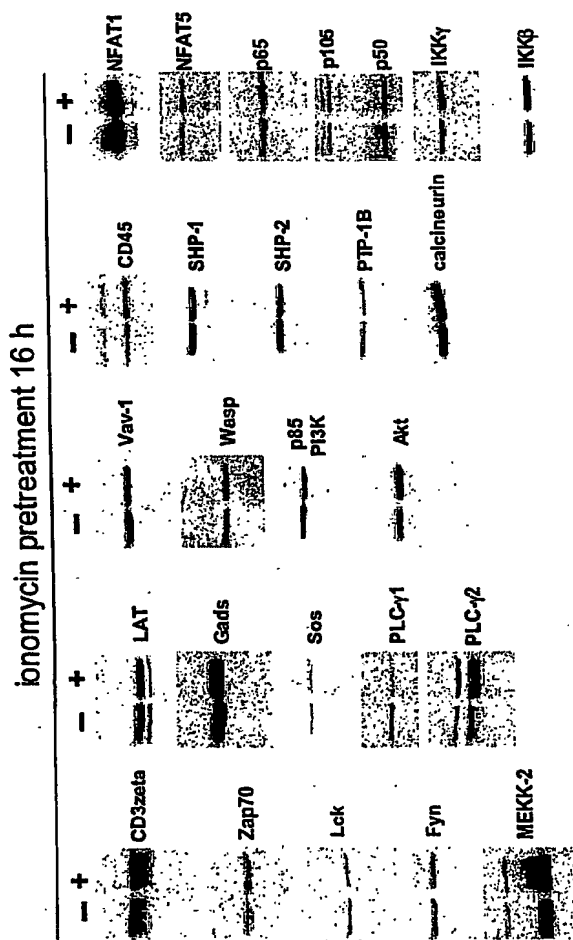 ionomycin pretreatment 16 h
− +
CD3zeta
Zap70
Lck
Fyn
MEKK-2
− +
LAT
Gads
Sos
PLC-γ1
PLC-γ2
− +
Vav-1
Wasp
p85
PI3K
Akt
− +
CD45
SHP-1
SHP-2
PTP-1B
calcineurin
− +
NFAT1
NFAT5
p65
p105
p50
IKKγ
IKKβ